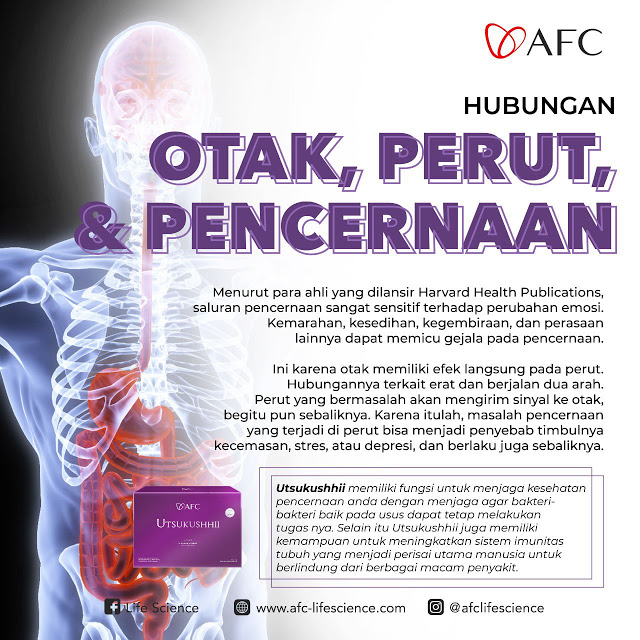 AFC
HUBUNGAN
OTAK, PERUT,
& PENCERNAAN
Menurut para ahli yang dilansir Harvard Health Publications,
saluran pencernaan sangat sensitif terhadap perubahan emosi.
Kemarahan, kesedihan, kegembiraan, dan perasaan
lainnya dapat memicu gejala pada pencernaan.
Ini karena otak memiliki efek langsung pada perut.
Hubungannya terkait erat dan berjalan dua arah.
Perut yang bermasalah akan mengirim sinyal ke otak,
begitu pun sebaliknya. Karena itulah, masalah pencernaan
yang terjadi di perut bisa menjadi penyebab timbulnya
kecemasan, stres, atau depresi, dan berlaku juga sebaliknya.
Utsukushhii memiliki fungsi untuk menjaga kesehatan
pencernaan anda dengan menjaga agar bakteri-
bakteri baik pada usus dapat tetap melakukan
tugas nya. Selain itu Utsukushhii juga memiliki
kemampuan untuk meningkatkan sistem imunitas
tubuh yang menjadi perisai utama manusia untuk
berlindung dari berbagai macam penyakit.
AFC
UTSUKUSHHII
Life Science
www.afc-lifescience.com
@afclifescience